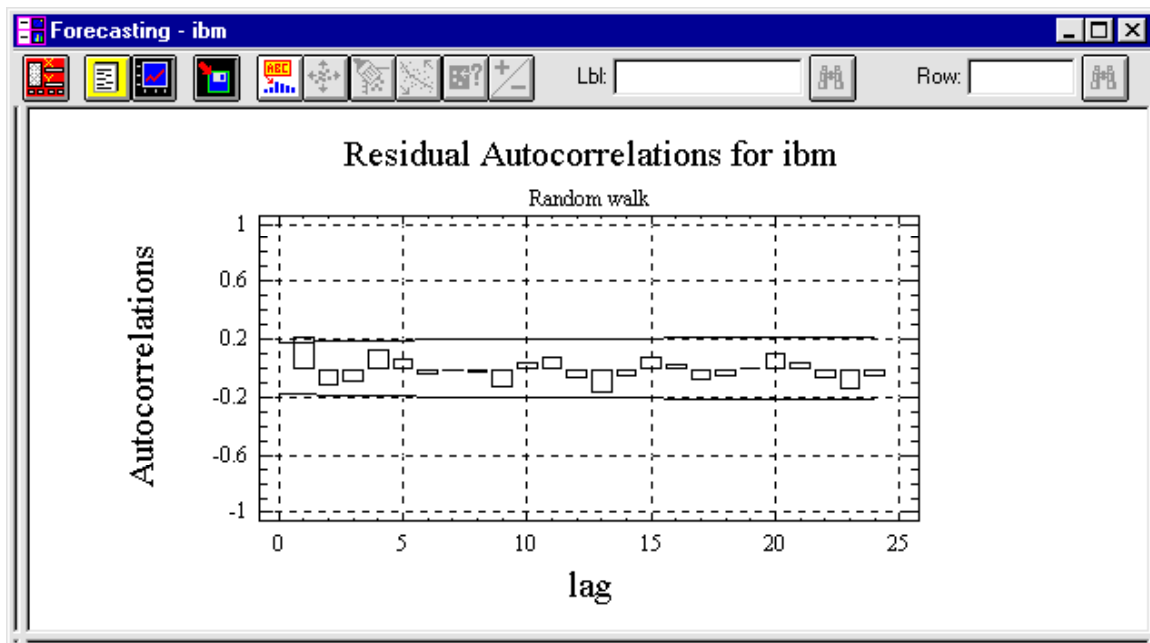 Forecasting - ibm
ABC
Lbl:
Row:
Residual Autocorrelations for ibm
Random walk
Autocorrelations
1
0.6
0.2
-0.2
-0.6
-1
0 5 10 15 20 25
lag